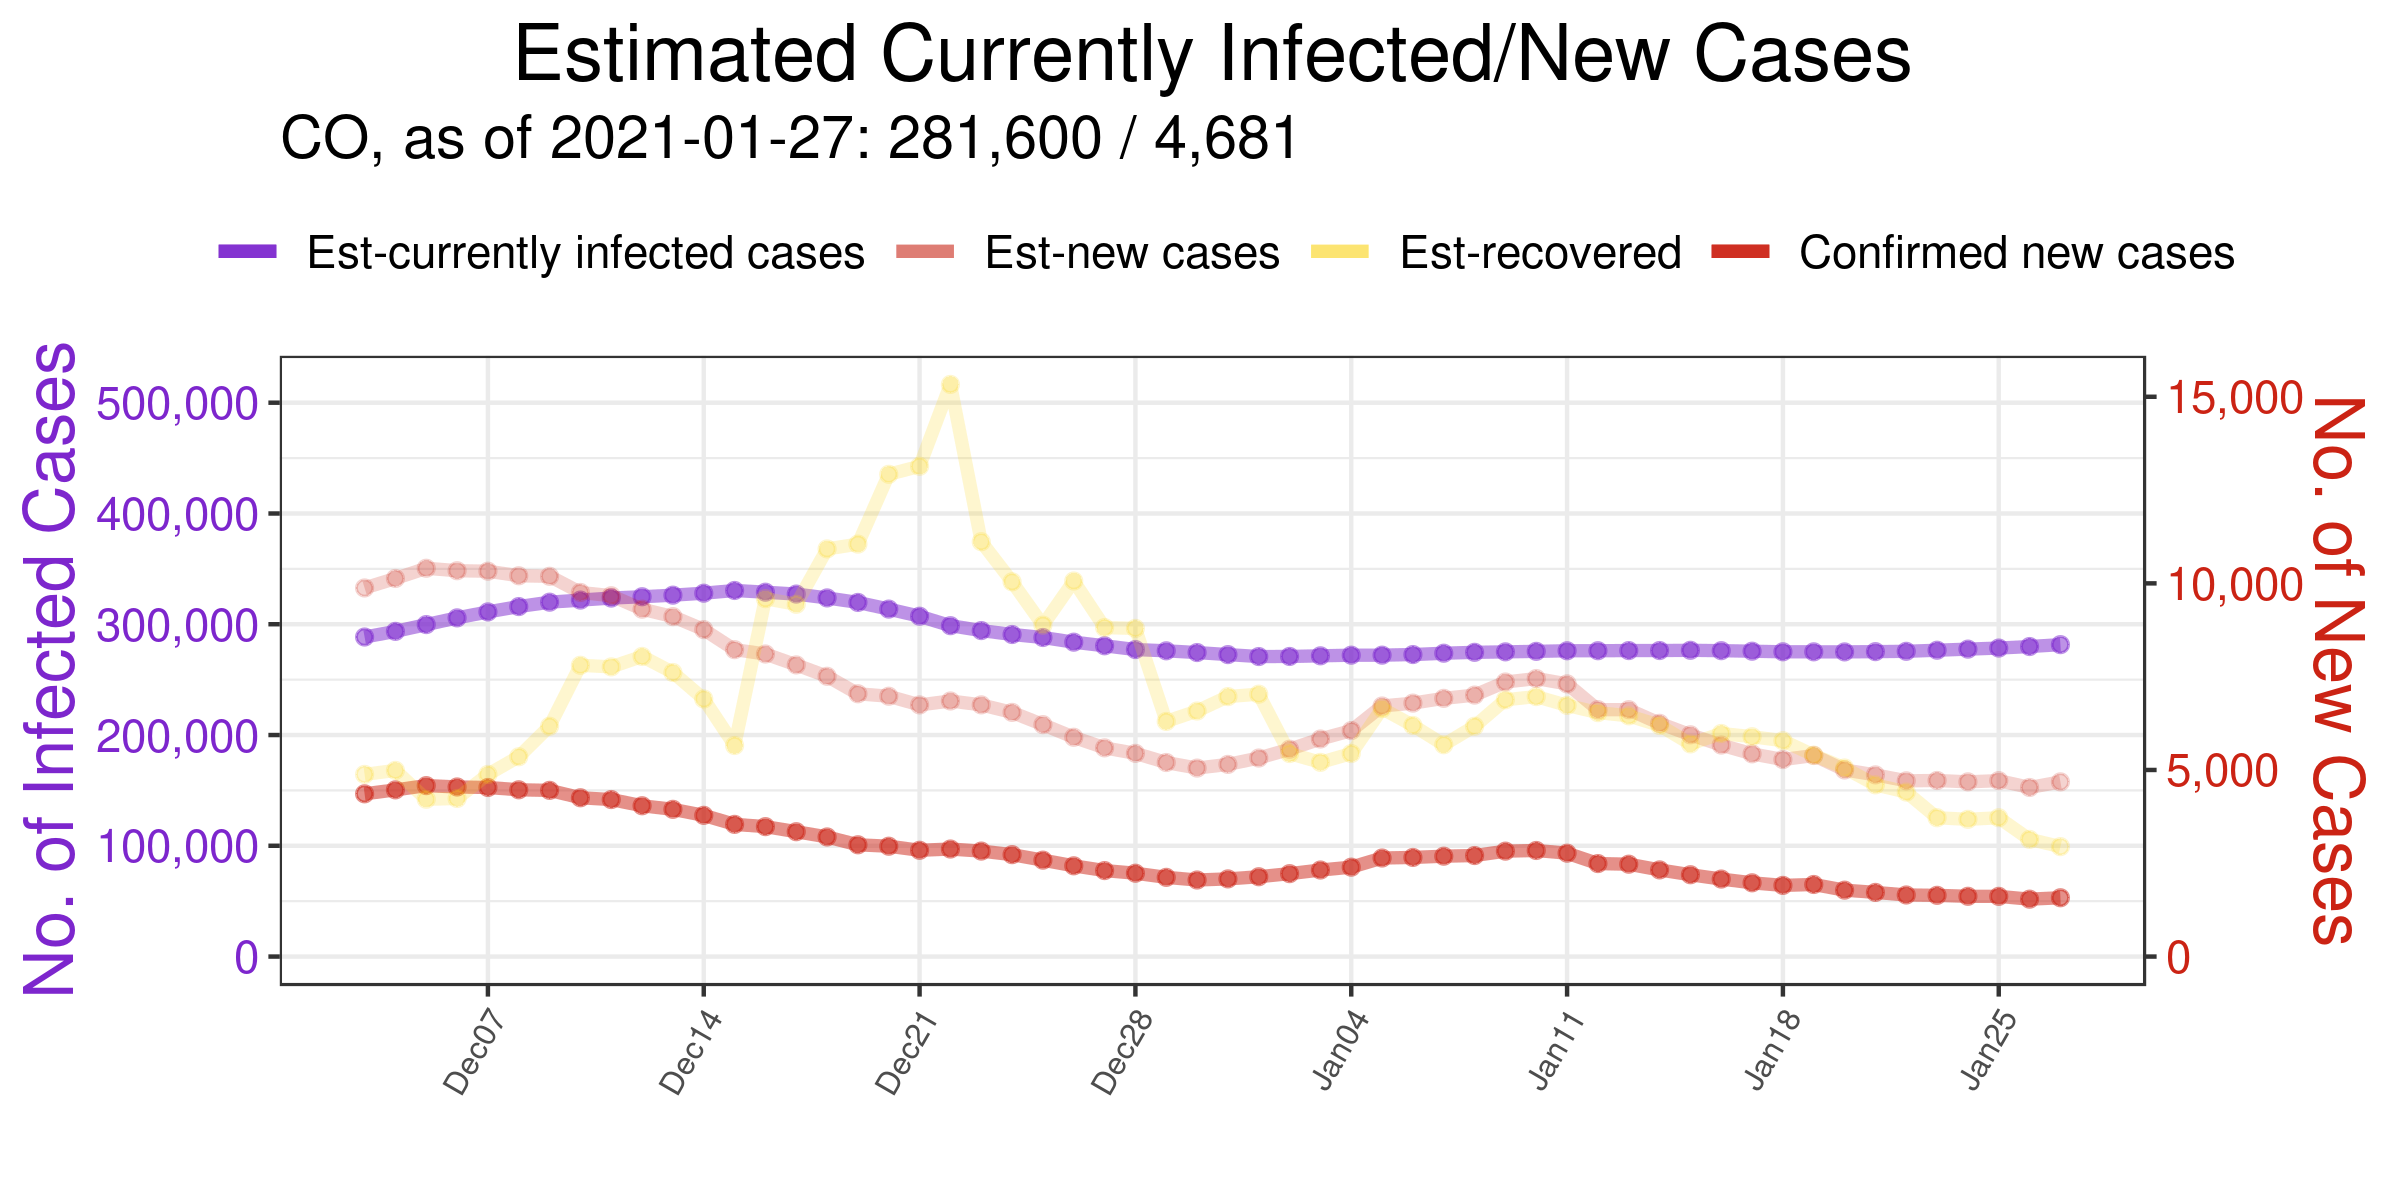 Estimated Currently Infected/New Cases
CO, as of 2021-01-27: 281,600 / 4,681
Est-currently infected cases Est-new cases Est-recovered Confirmed new cases
No. of Infected Cases
500,000
400,000
300,000
200,000
100,000
0
15,000
10,000
5,000
0
No. of New Cases
Dec07 Dec14 Dec21 Dec28 Jan04 Jan11 Jan18 Jan25